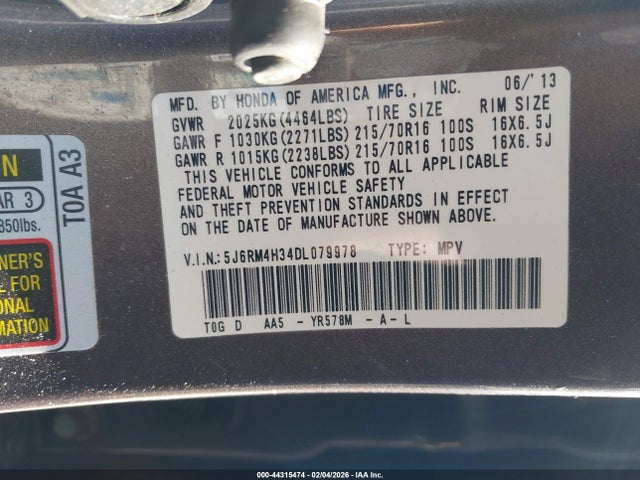 MFD. BY HONDA OF AMERICA MFG., INC. 06/'13
GVWR 2025KG(4464LBS) TIRE SIZE RIM SIZE
GAWR F 1030KG(2271LBS) 215/70R16 100S 16X6.5J
GAWR R 1015KG(2238LBS) 215/70R16 100S 16X6.5J
THIS VEHICLE CONFORMS TO ALL APPLICABLE
FEDERAL MOTOR VEHICLE SAFETY
AND THEFT PREVENTION STANDARDS IN EFFECT
ON THE DATE OF MANUFACTURE SHOWN ABOVE.
V.I.N.:5J6RM4H34DL079978 TYPE: MPV
T0G D AA5 - YR578M - A - L
N
AR 3
850lbs.
T0A A3
NER'S
L FOR
ONAL
MATION
000-44315474 - 02/04/2026 - IAA Inc.